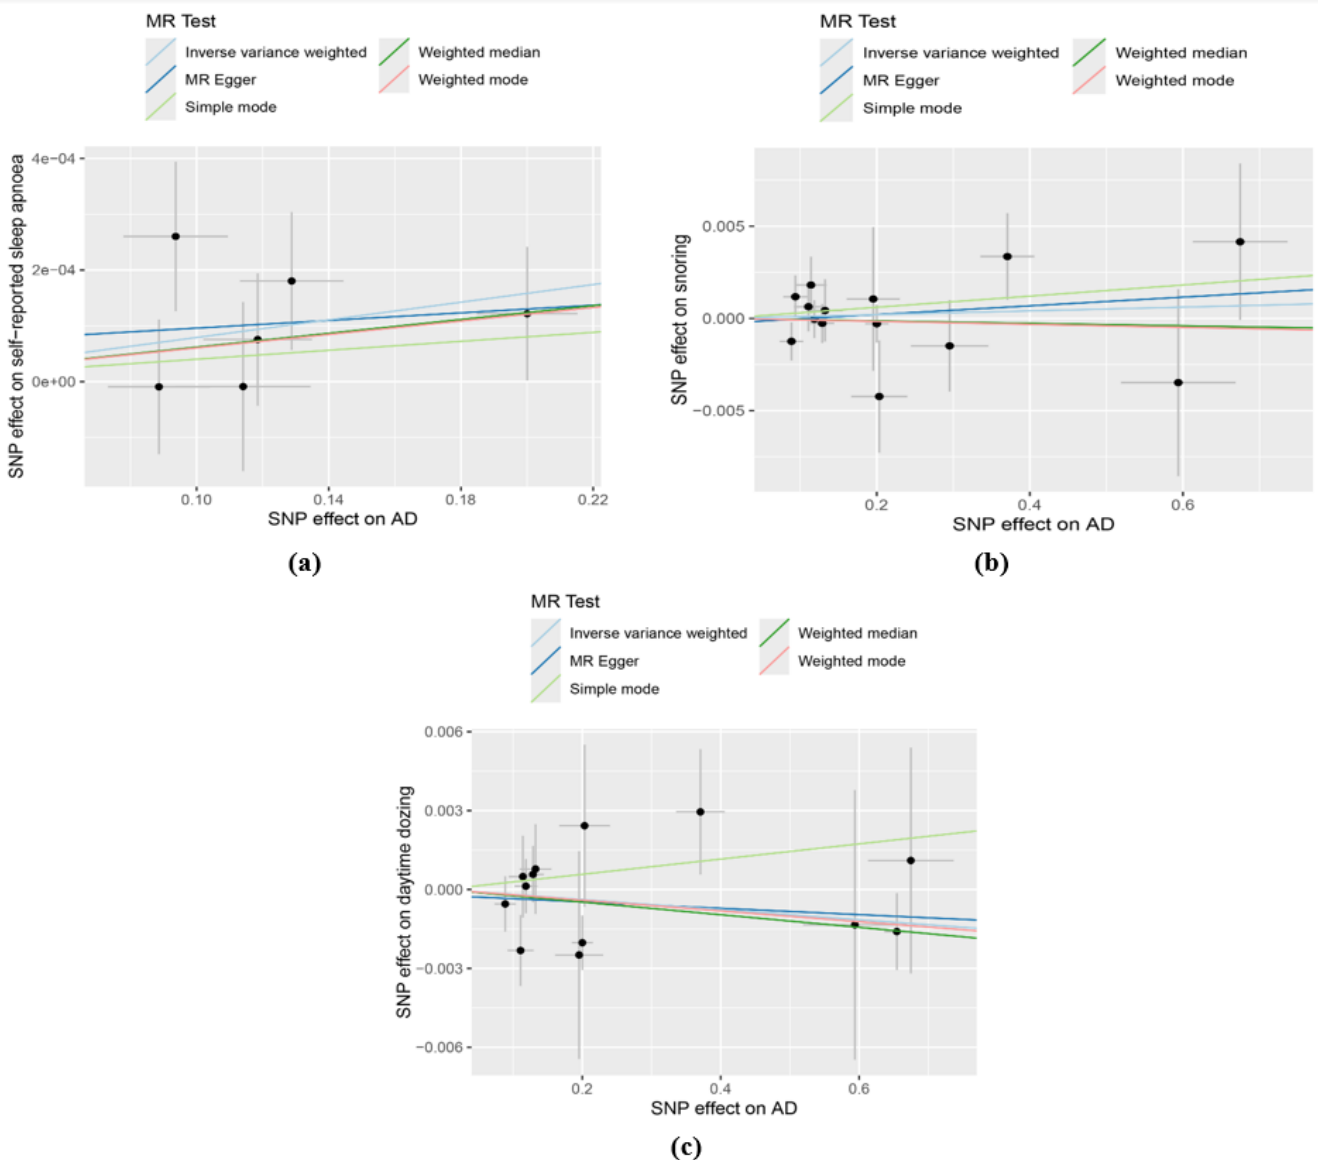 MR Test
Inverse variance weighted
Weighted median
MR Egger
Weighted mode
Simple mode
SNP effect on self-reported sleep apnoea
4e-04
2e-04
0e+00
0.10
0.14
0.18
0.22
SNP effect on AD
(a)
MR Test
Inverse variance weighted
Weighted median
MR Egger
Weighted mode
Simple mode
SNP effect on snoring
0.005
0.000
−0.005
0.2
0.4
0.6
SNP effect on AD
(b)
MR Test
Inverse variance weighted
Weighted median
MR Egger
Weighted mode
Simple mode
SNP effect on daytime dozing
0.006
0.003
0.000
−0.003
−0.006
0.2
0.4
0.6
SNP effect on AD
(c)